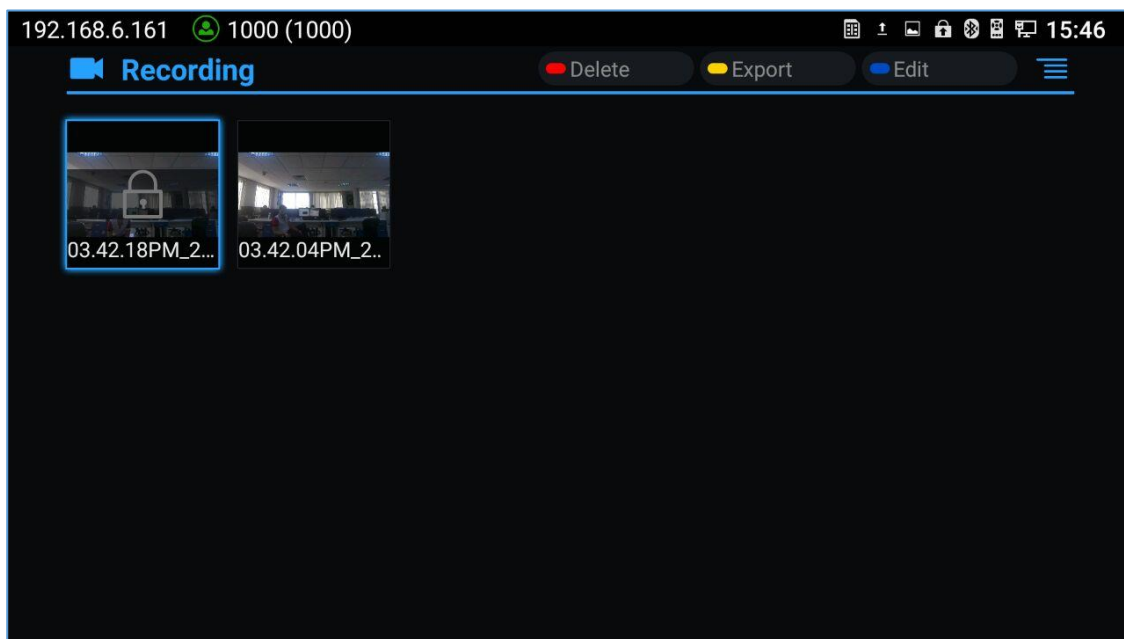 192.168.6.161 1000 (1000) 15:46
Recording Delete Export Edit
03.42.18PM_2... 03.42.04PM_2..